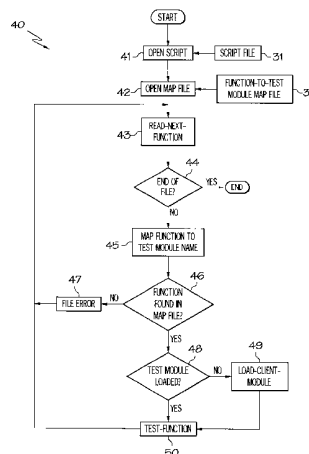 40
START
OPEN SCRIPT
41
SCRIPT FILE
31
OPEN MAP FILE
42
FUNCTION-TO-TEST
MODULE MAP FILE
3
READ-NEXT-
FUNCTION
43
44
END OF
FILE?
YES
END
NO
MAP FUNCTION TO
TEST MODULE NAME
45
46
47
FUNCTION
FOUND IN
MAP FILE?
NO
FILE ERROR
YES
48
49
TEST MODULE
LOADED?
NO
LOAD-CLIENT-
MODULE
YES
TEST-FUNCTION
50